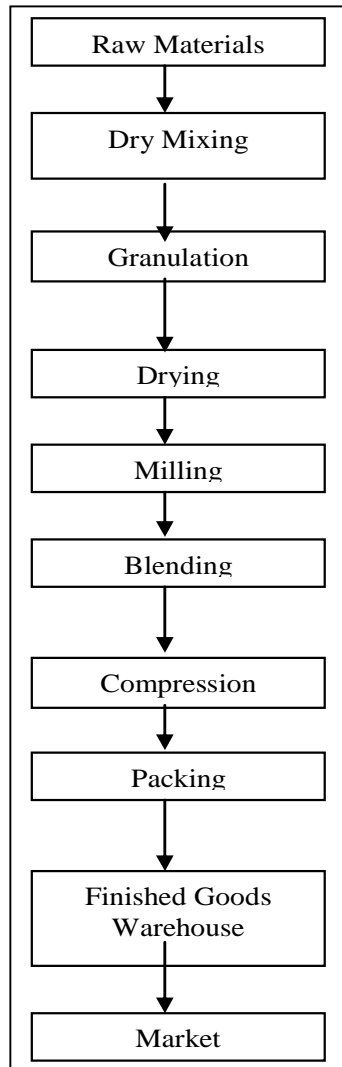 Raw Materials
Dry Mixing
Granulation
Drying
Milling
Blending
Compression
Packing
Finished Goods
Warehouse
Market